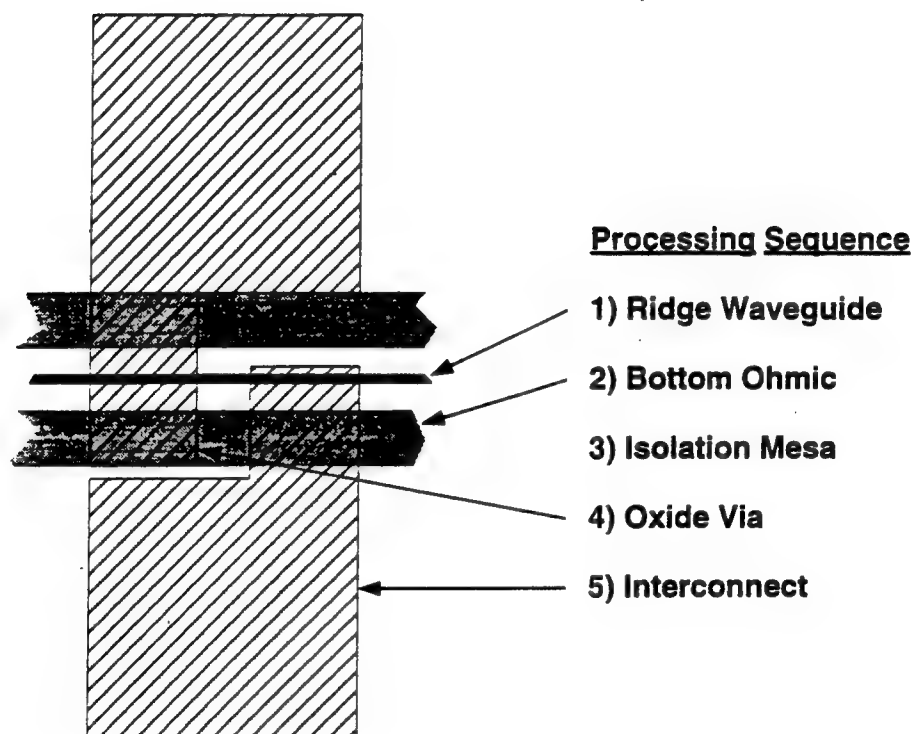 Processing Sequence
1) Ridge Waveguide
2) Bottom Ohmic
3) Isolation Mesa
4) Oxide Via
5) Interconnect